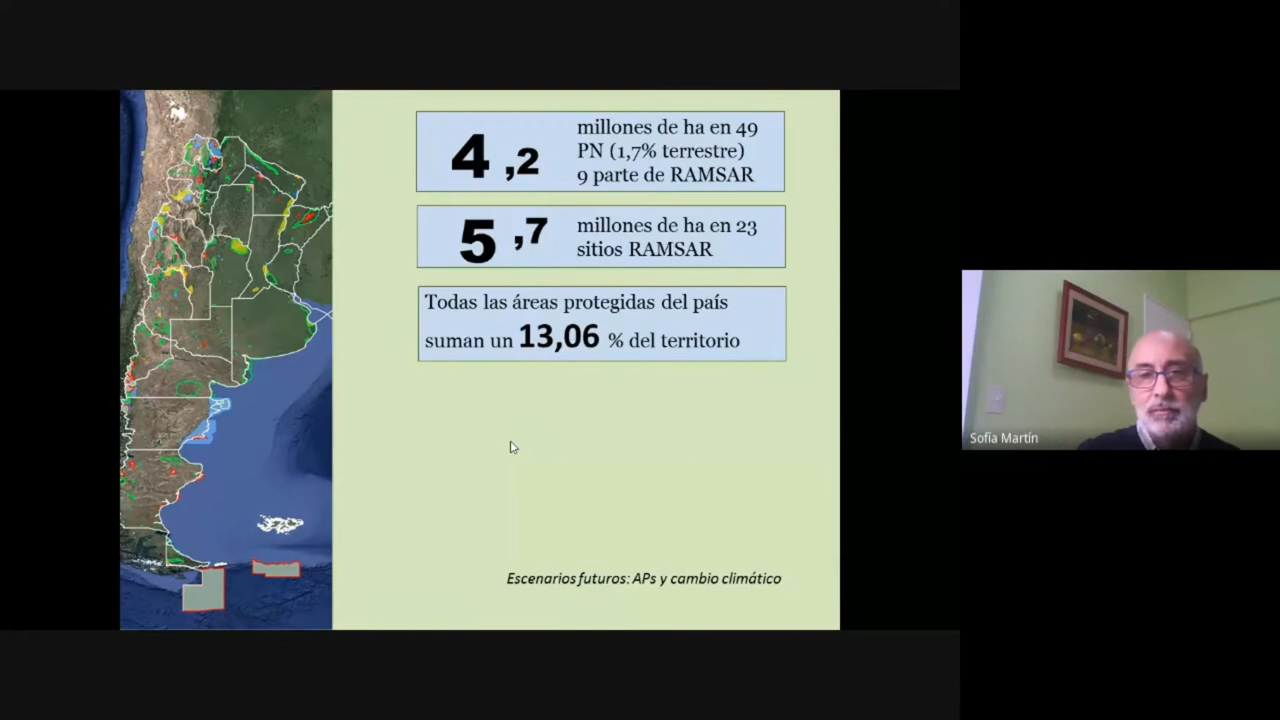 4,2
millones de ha en 49
PN (1,7% terrestre)
9 parte de RAMSAR
5,7
millones de ha en 23
sitios RAMSAR
Todas las áreas protegidas del país
suman un 13,06 % del territorio
Escenarios futuros: APs y cambio climático
Sofía Martín